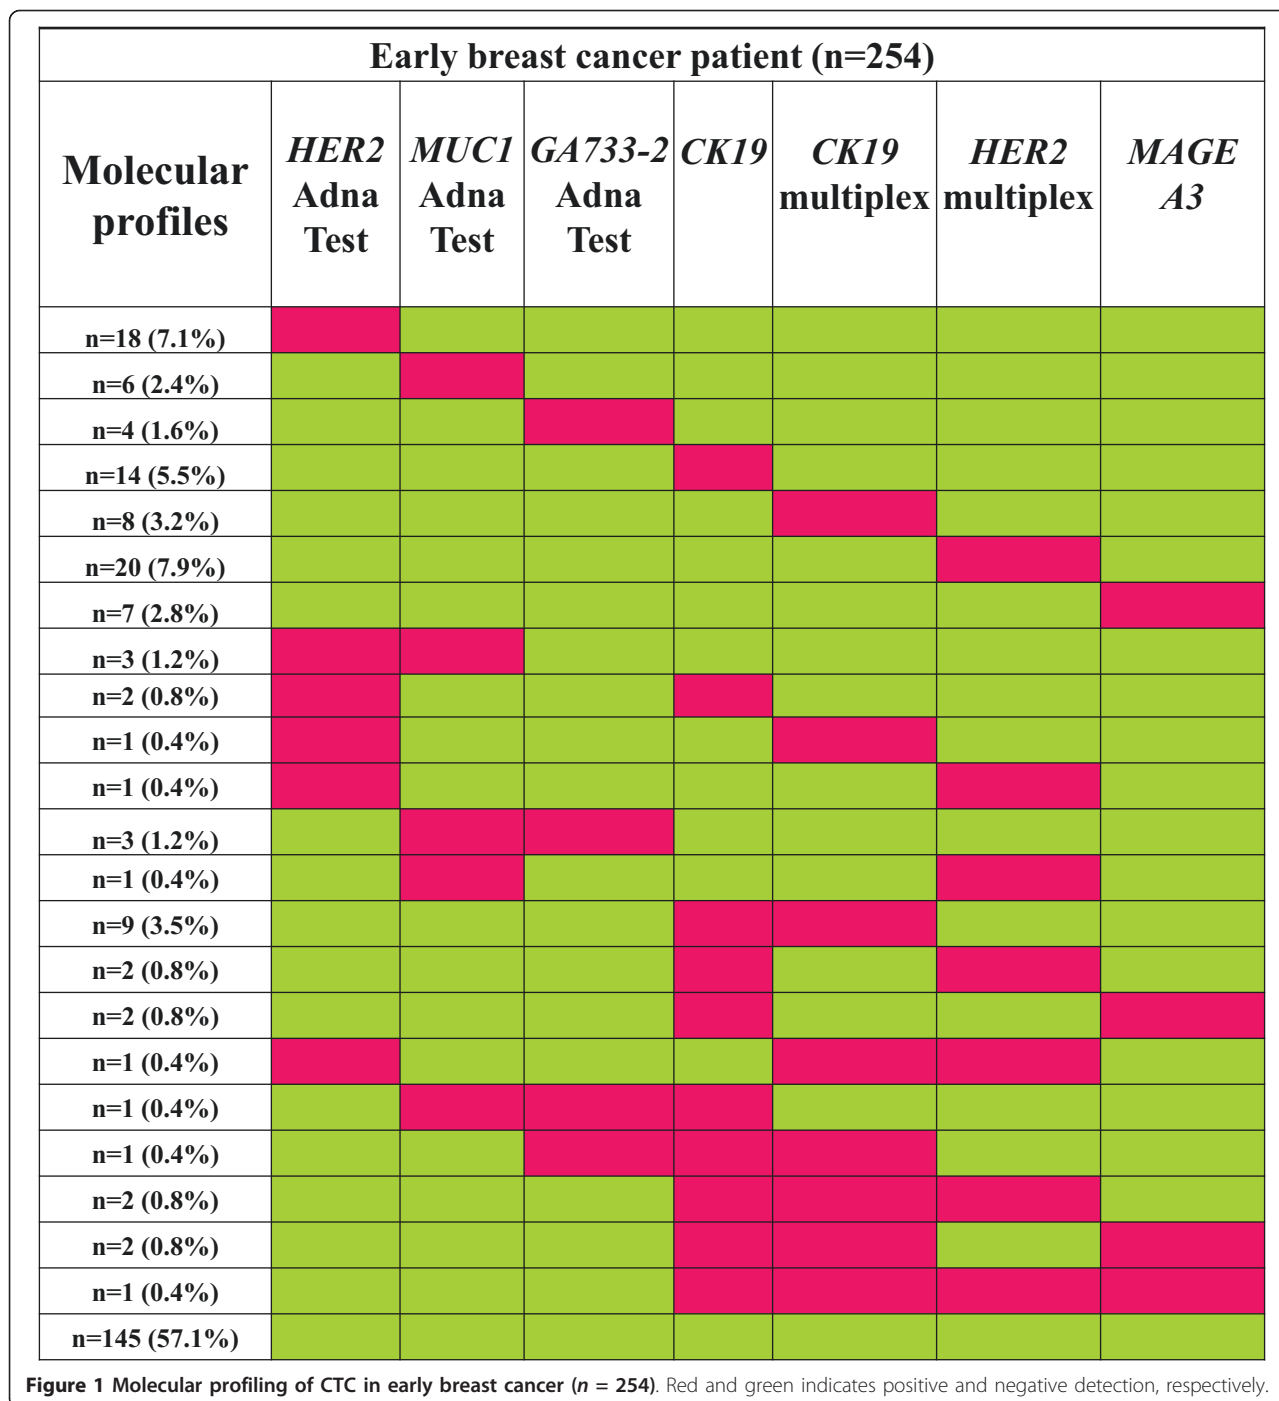 Early breast cancer patient (n=254)
Molecular profiles HER2 Adna Test MUC1 Adna Test GA733-2 Adna Test CK19 CK19 multiplex HER2 multiplex MAGE A3
n=18 (7.1%)
n=6 (2.4%)
n=4 (1.6%)
n=14 (5.5%)
n=8 (3.2%)
n=20 (7.9%)
n=7 (2.8%)
n=3 (1.2%)
n=2 (0.8%)
n=1 (0.4%)
n=1 (0.4%)
n=3 (1.2%)
n=1 (0.4%)
n=9 (3.5%)
n=2 (0.8%)
n=2 (0.8%)
n=1 (0.4%)
n=1 (0.4%)
n=1 (0.4%)
n=2 (0.8%)
n=2 (0.8%)
n=1 (0.4%)
n=145 (57.1%)
Figure 1 Molecular profiling of CTC in early breast cancer (n = 254). Red and green indicates positive and negative detection, respectively.